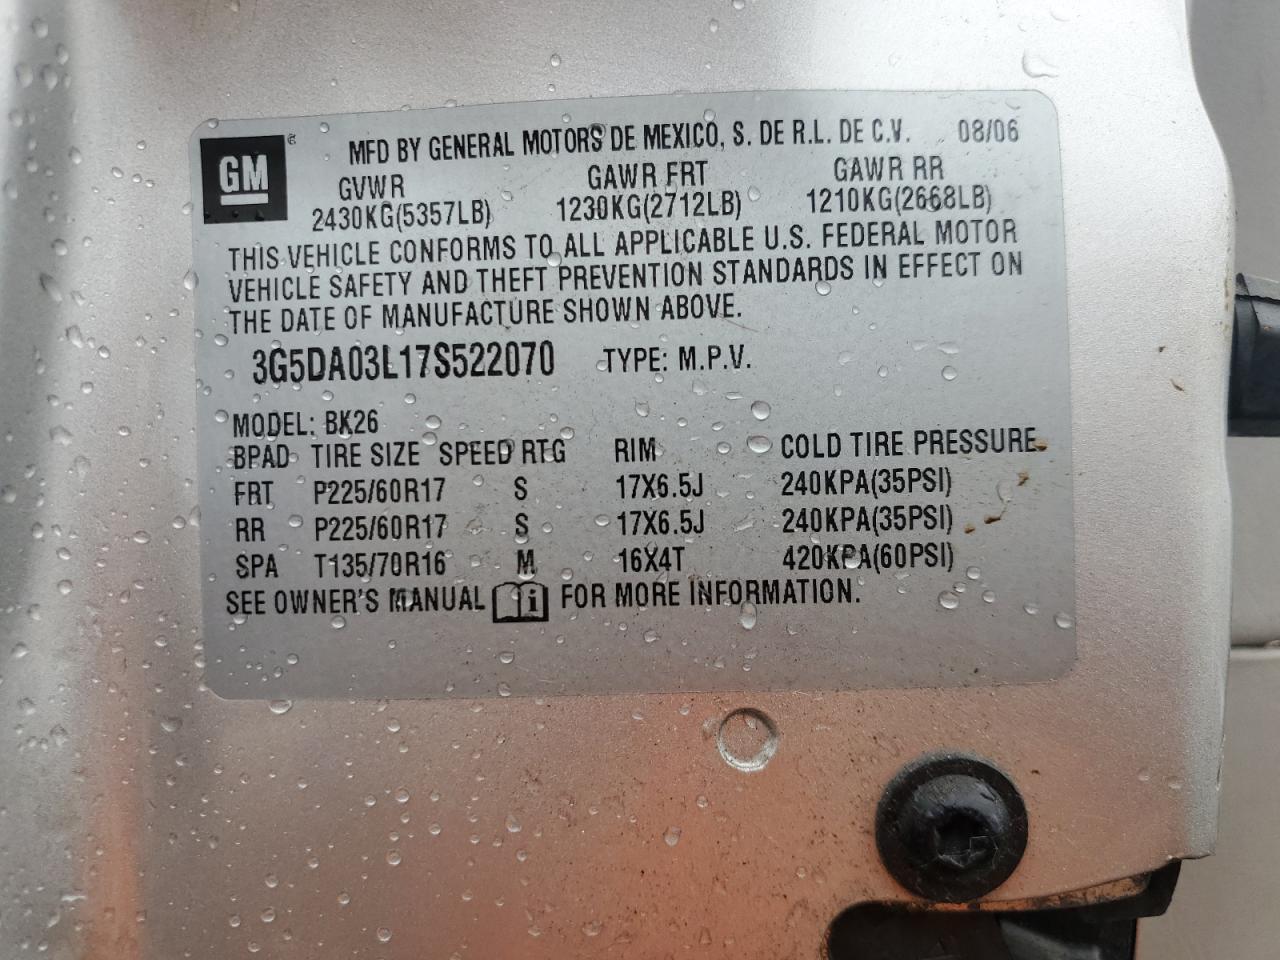 GM
MFD BY GENERAL MOTORS DE MEXICO, S. DE R.L. DE C.V. 08/06
GVWR GAWR FRT GAWR RR
2430KG(5357LB) 1230KG(2712LB) 1210KG(2668LB)
THIS VEHICLE CONFORMS TO ALL APPLICABLE U.S. FEDERAL MOTOR
VEHICLE SAFETY AND THEFT PREVENTION STANDARDS IN EFFECT ON
THE DATE OF MANUFACTURE SHOWN ABOVE.
3G5DA03L17S522070 TYPE: M.P.V.
MODEL: BK26
BPAD TIRE SIZE SPEED RTG RIM COLD TIRE PRESSURE
FRT P225/60R17 S 17X6.5J 240KPA(35PSI)
RR P225/60R17 S 17X6.5J 240KPA(35PSI)
SPA T135/70R16 M 16X4T 420KPA(60PSI)
SEE OWNER'S MANUAL i FOR MORE INFORMATION.